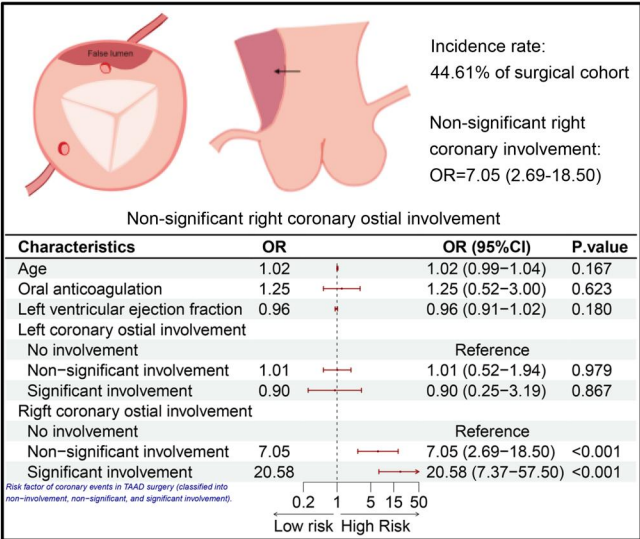 False lumen
Incidence rate:
44.61% of surgical cohort
Non-significant right
coronary involvement:
OR=7.05 (2.69-18.50)
Non-significant right coronary ostial involvement
Characteristics OR OR (95%CI) P.value
Age 1.02 1.02 (0.99−1.04) 0.167
Oral anticoagulation 1.25 1.25 (0.52−3.00) 0.623
Left ventricular ejection fraction 0.96 0.96 (0.91−1.02) 0.180
Left coronary ostial involvement
No involvement Reference
Non-significant involvement 1.01 1.01 (0.52−1.94) 0.979
Significant involvement 0.90 0.90 (0.25−3.19) 0.867
Rigft coronary ostial involvement
No involvement Reference
Non-significant involvement 7.05 7.05 (2.69−18.50) <0.001
Significant involvement 20.58 20.58 (7.37−57.50) <0.001
Risk factor of coronary events in TAAD surgery (classified into
non-involvement, non-significant, and significant involvement).
0.2 1 5 15 50
Low risk High Risk